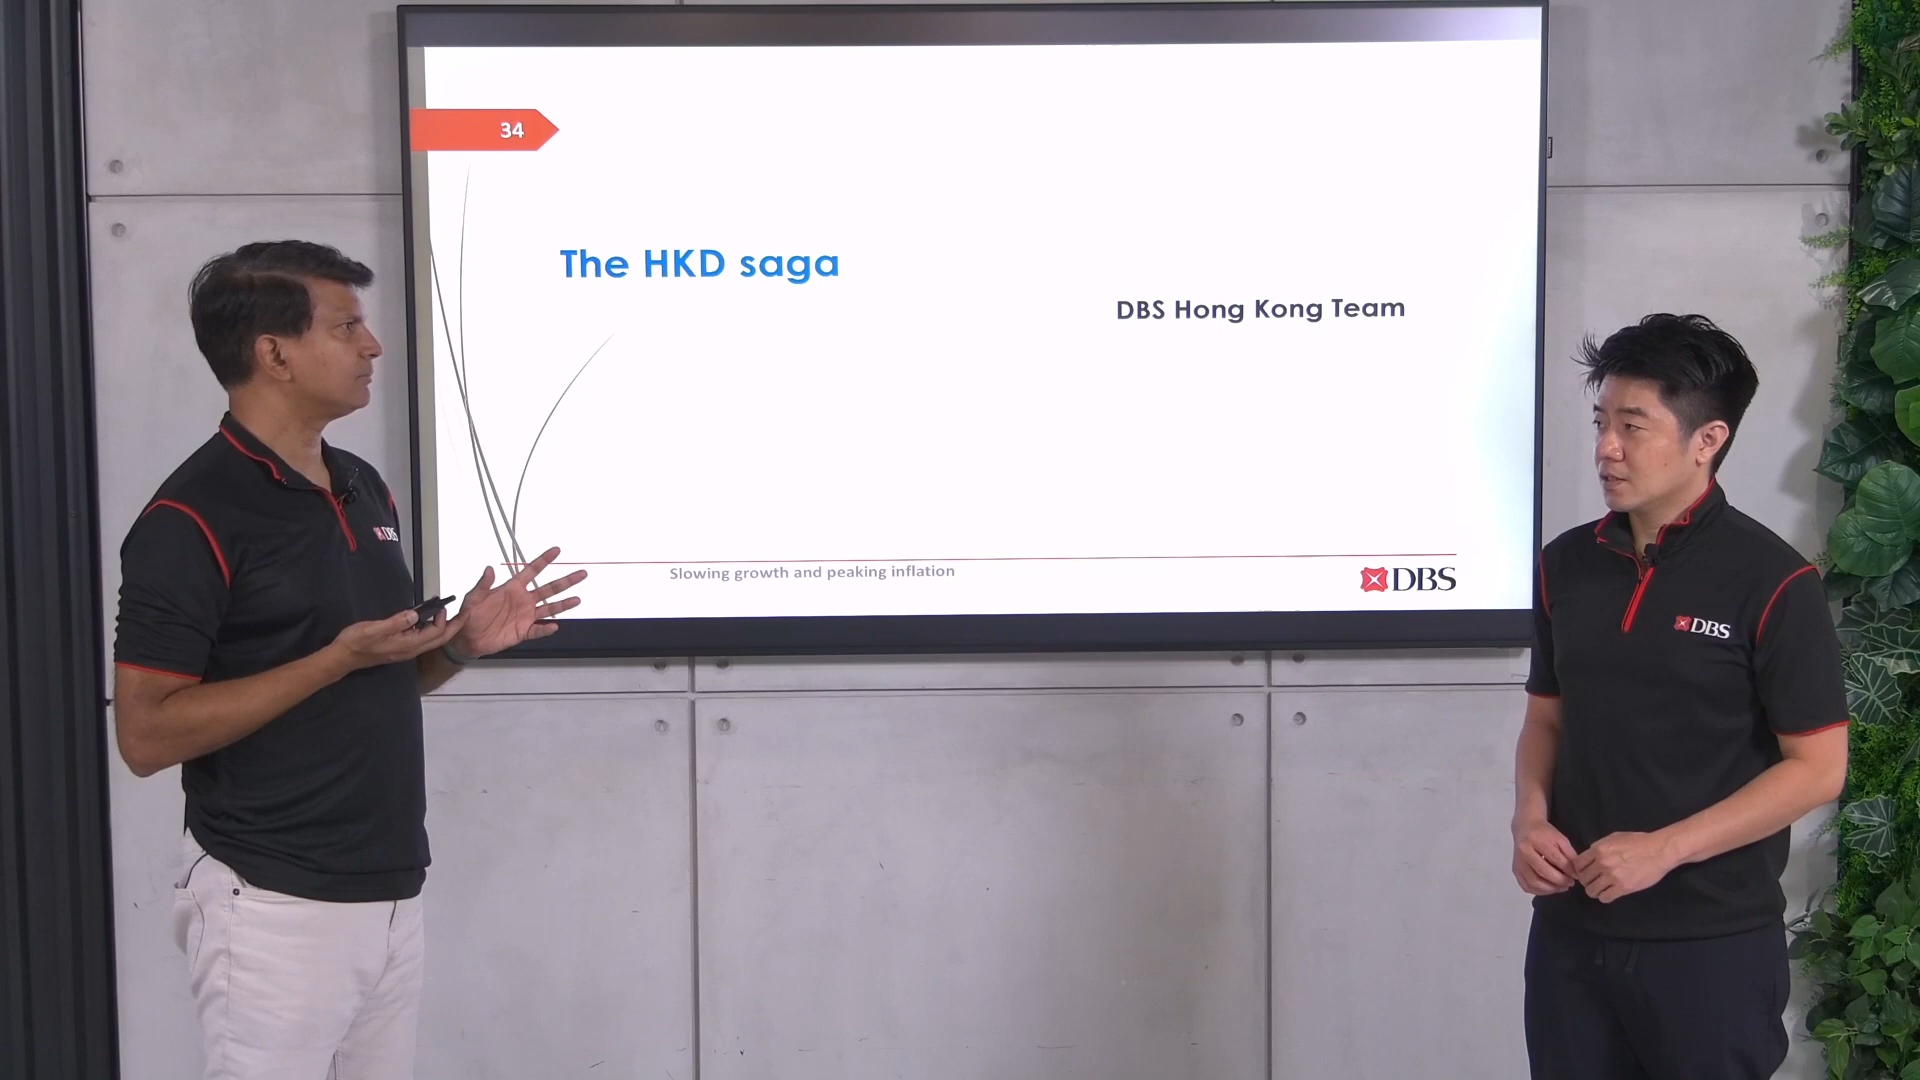 34
The HKD saga
DBS Hong Kong Team
Slowing growth and peaking inflation
DBS
DBS
DBS